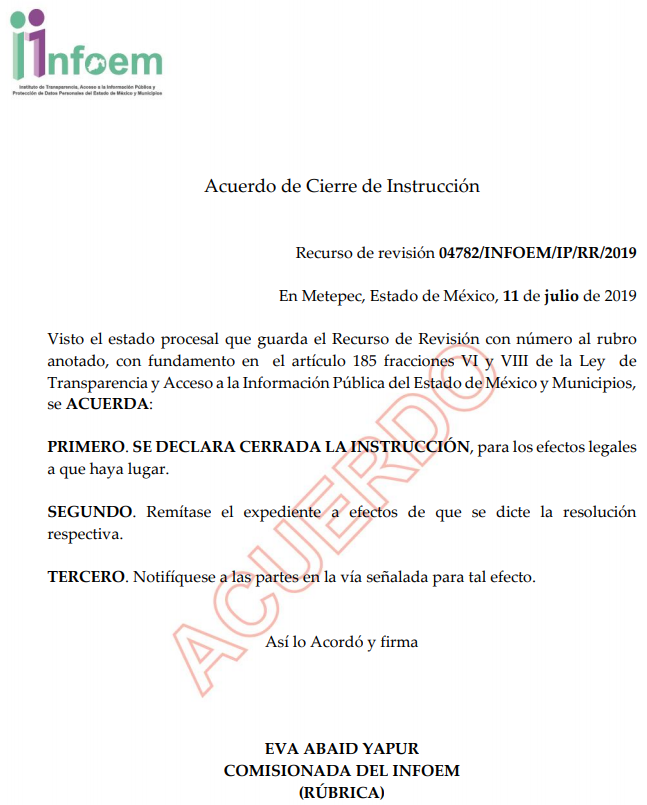 infoem
Instituto de Transparencia, Acceso a la Información Pública y
Protección de Datos Personales del Estado de México y Municipios
Acuerdo de Cierre de Instrucción
Recurso de revisión 04782/INFOEM/IP/RR/2019
En Metepec, Estado de México, 11 de julio de 2019
Visto el estado procesal que guarda el Recurso de Revisión con número al rubro
anotado, con fundamento en el artículo 185 fracciones VI y VIII de la Ley de
Transparencia y Acceso a la Información Pública del Estado de México y Municipios,
se ACUERDA:
PRIMERO. SE DECLARA CERRADA LA INSTRUCCIÓN, para los efectos legales
a que haya lugar.
SEGUNDO. Remítase el expediente a efectos de que se dicte la resolución
respectiva.
TERCERO. Notifíquese a las partes en la vía señalada para tal efecto.
Así lo Acordó y firma
EVA ABAID YAPUR
COMISIONADA DEL INFOEM
(RÚBRICA)
ACUERDO